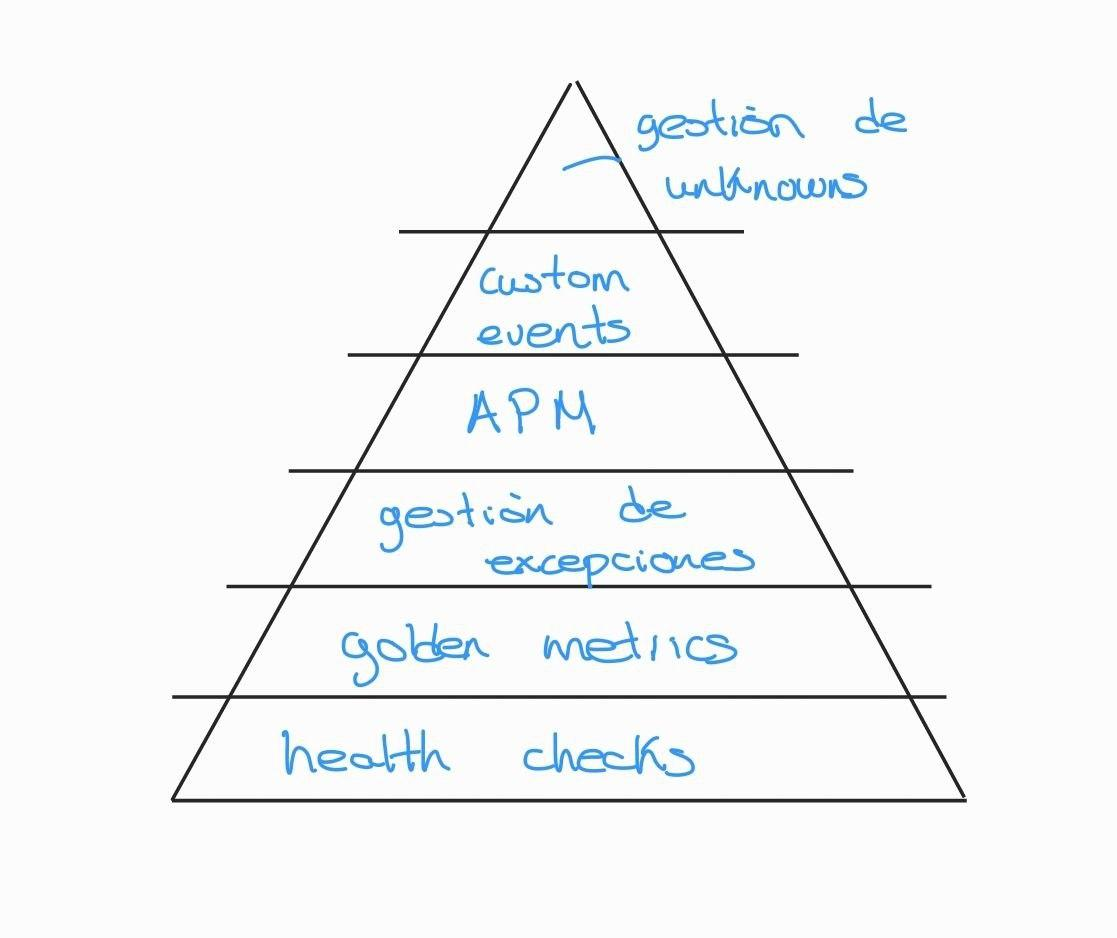 gestión de
unknowns
custom
events
APM
gestión de
excepciones
golden metrics
health checks